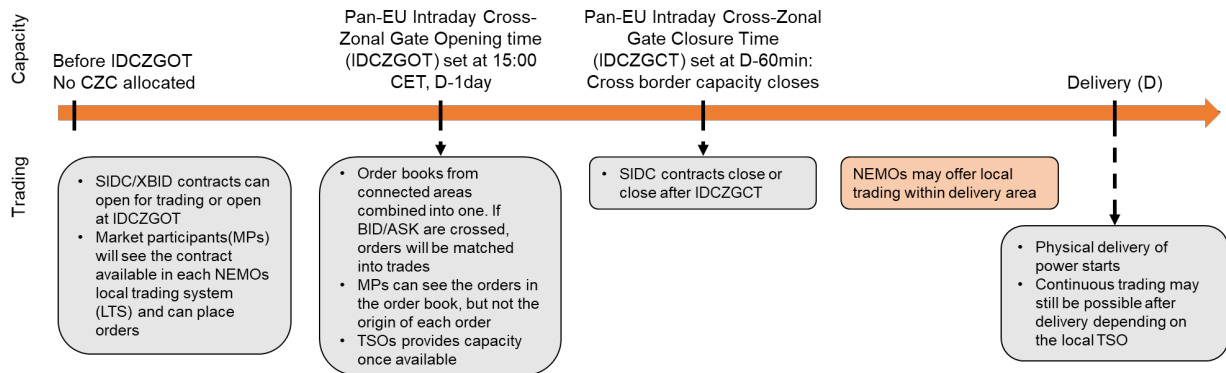 Capacity
Before IDCZGOT
No CZC allocated
Pan-EU Intraday Cross-
Zonal Gate Opening time
(IDCZGOT) set at 15:00
CET, D-1day
Pan-EU Intraday Cross-Zonal
Gate Closure Time
(IDCZGCT) set at D-60min:
Cross border capacity closes
Delivery (D)
Trading
• SIDC/XBID contracts can
open for trading or open
at IDCZGOT
• Market participants(MPs)
will see the contract
available in each NEMOs
local trading system
(LTS) and can place
orders
• Order books from
connected areas
combined into one. If
BID/ASK are crossed,
orders will be matched
into trades
• MPs can see the orders in
the order book, but not the
origin of each order
• TSOs provides capacity
once available
• SIDC contracts close or
close after IDCZGCT
NEMOs may offer local
trading within delivery area
• Physical delivery of
power starts
• Continuous trading may
still be possible after
delivery depending on
the local TSO